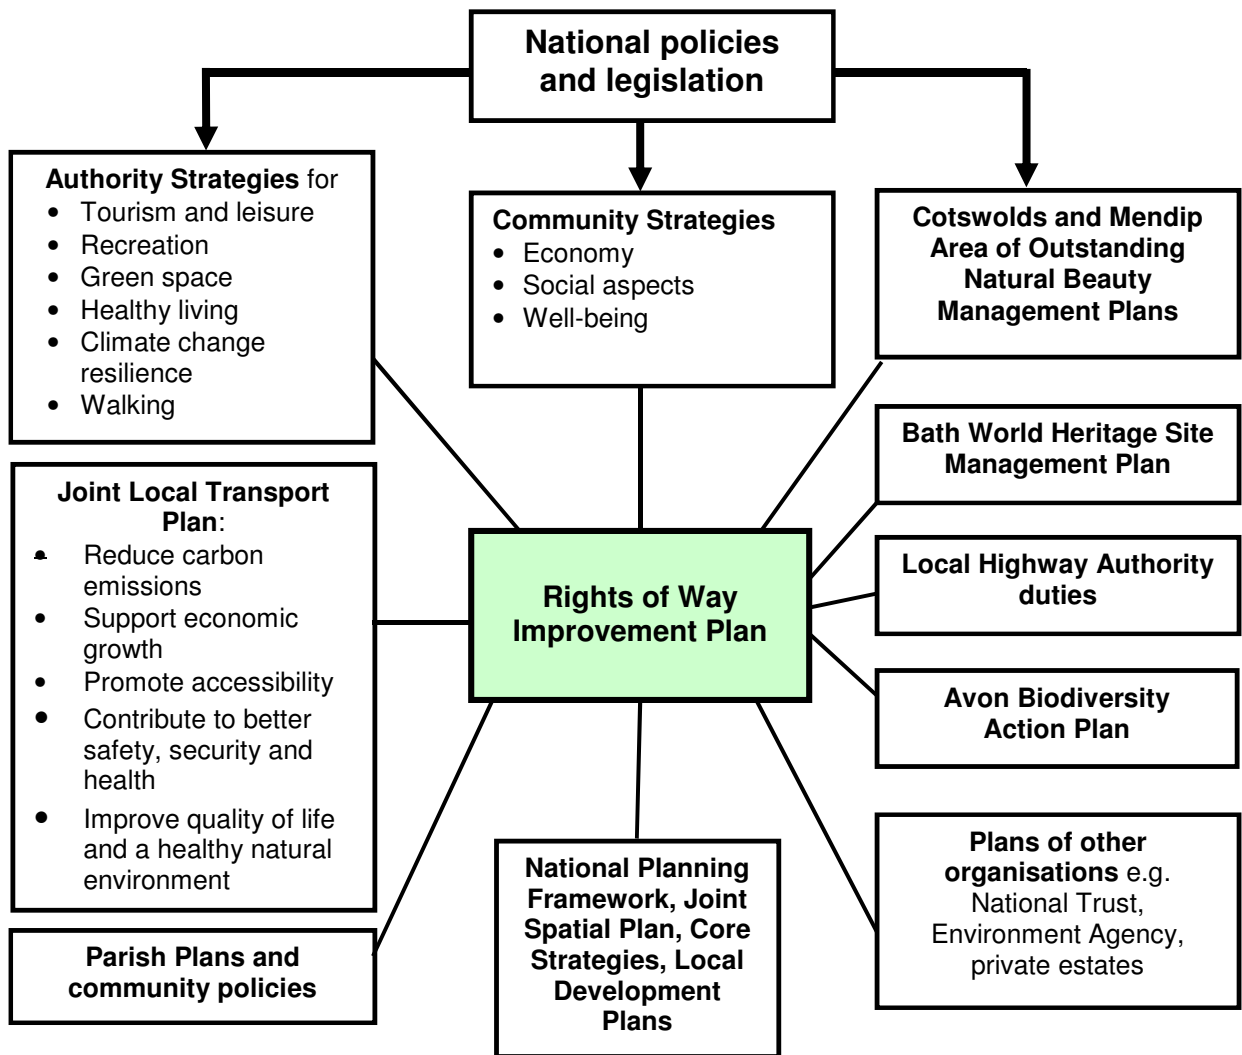 National policies
and legislation
Authority Strategies for
• Tourism and leisure
• Recreation
• Green space
• Healthy living
• Climate change
resilience
• Walking
Community Strategies
• Economy
• Social aspects
• Well-being
Cotswolds and Mendip
Area of Outstanding
Natural Beauty
Management Plans
Bath World Heritage Site
Management Plan
Joint Local Transport
Plan:
• Reduce carbon
emissions
• Support economic
growth
• Promote accessibility
• Contribute to better
safety, security and
health
• Improve quality of life
and a healthy natural
environment
Rights of Way
Improvement Plan
Local Highway Authority
duties
Avon Biodiversity
Action Plan
Parish Plans and
community policies
National Planning
Framework, Joint
Spatial Plan, Core
Strategies, Local
Development
Plans
Plans of other
organisations e.g.
National Trust,
Environment Agency,
private estates